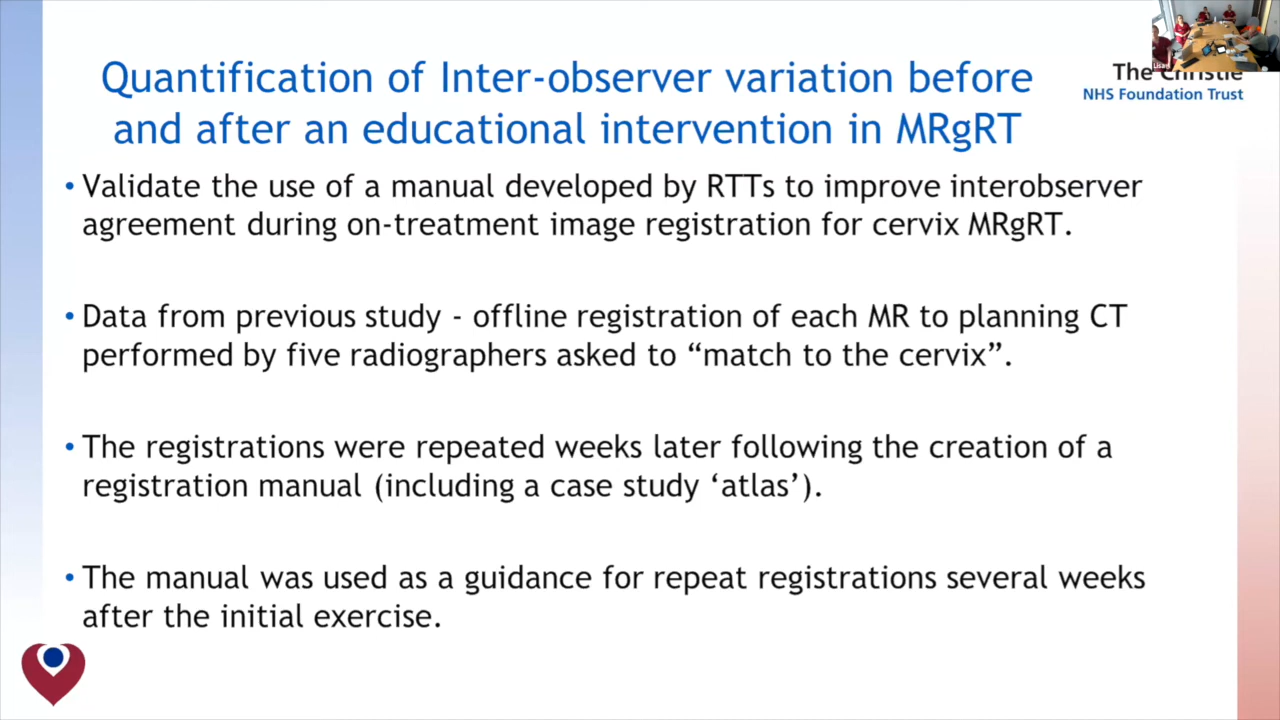 Quantification of Inter-observer variation before
and after an educational intervention in MRgRT
The Christie
NHS Foundation Trust
Lisa
• Validate the use of a manual developed by RTTs to improve interobserver
agreement during on-treatment image registration for cervix MRgRT.
• Data from previous study - offline registration of each MR to planning CT
performed by five radiographers asked to “match to the cervix”.
• The registrations were repeated weeks later following the creation of a
registration manual (including a case study ‘atlas’).
• The manual was used as a guidance for repeat registrations several weeks
after the initial exercise.